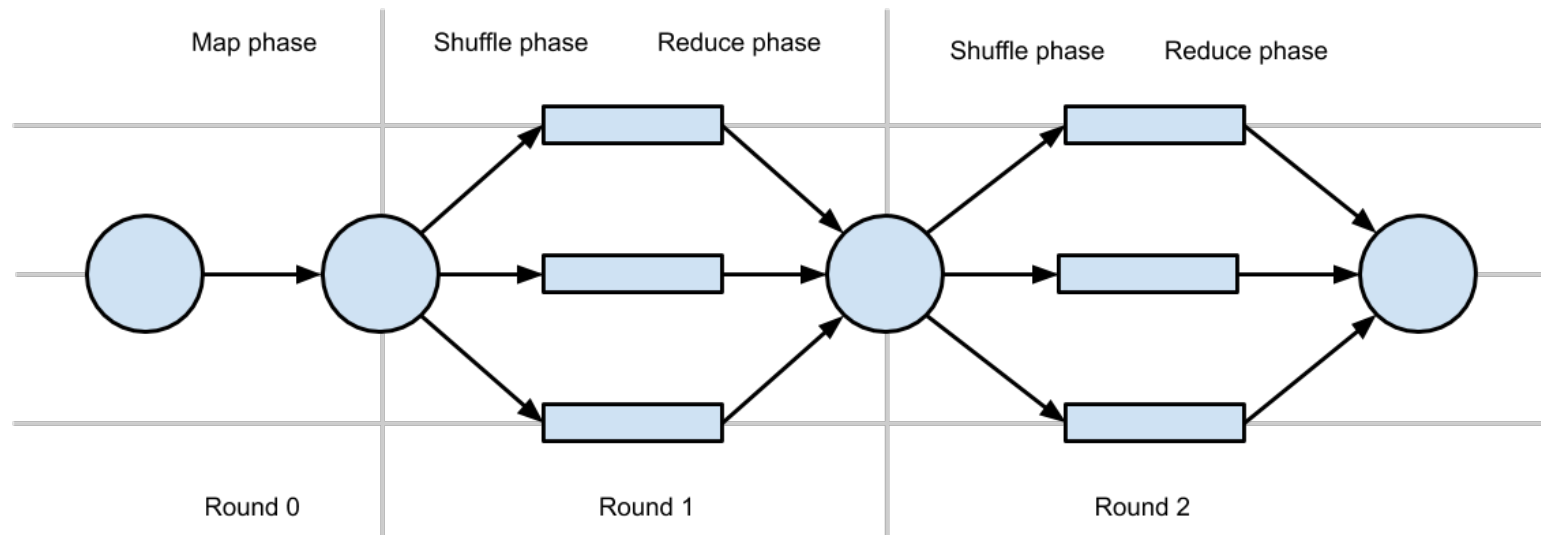 Map phase
Shuffle phase
Reduce phase
Shuffle phase
Reduce phase
Round 0
Round 1
Round 2